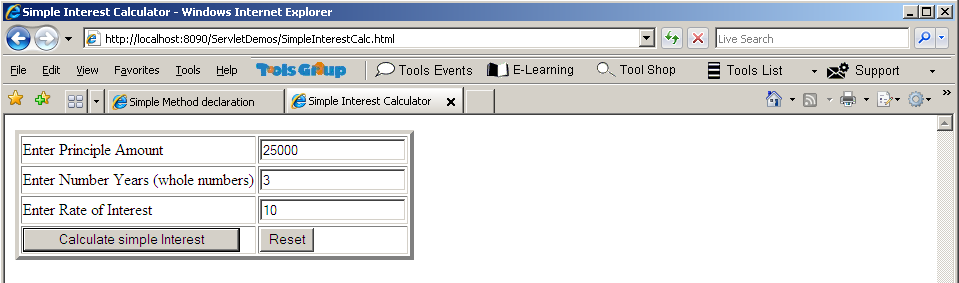 Simple Interest Calculator - Windows Internet Explorer
http://localhost:8090/ServletDemos/SimpleInterestCalc.html
Live Search
File Edit View Favorites Tools Help Tools Group Tools Events E-Learning Tool Shop Tools List Support
Simple Method declaration Simple Interest Calculator
Enter Principle Amount 25000
Enter Number Years (whole numbers) 3
Enter Rate of Interest 10
Calculate simple Interest Reset